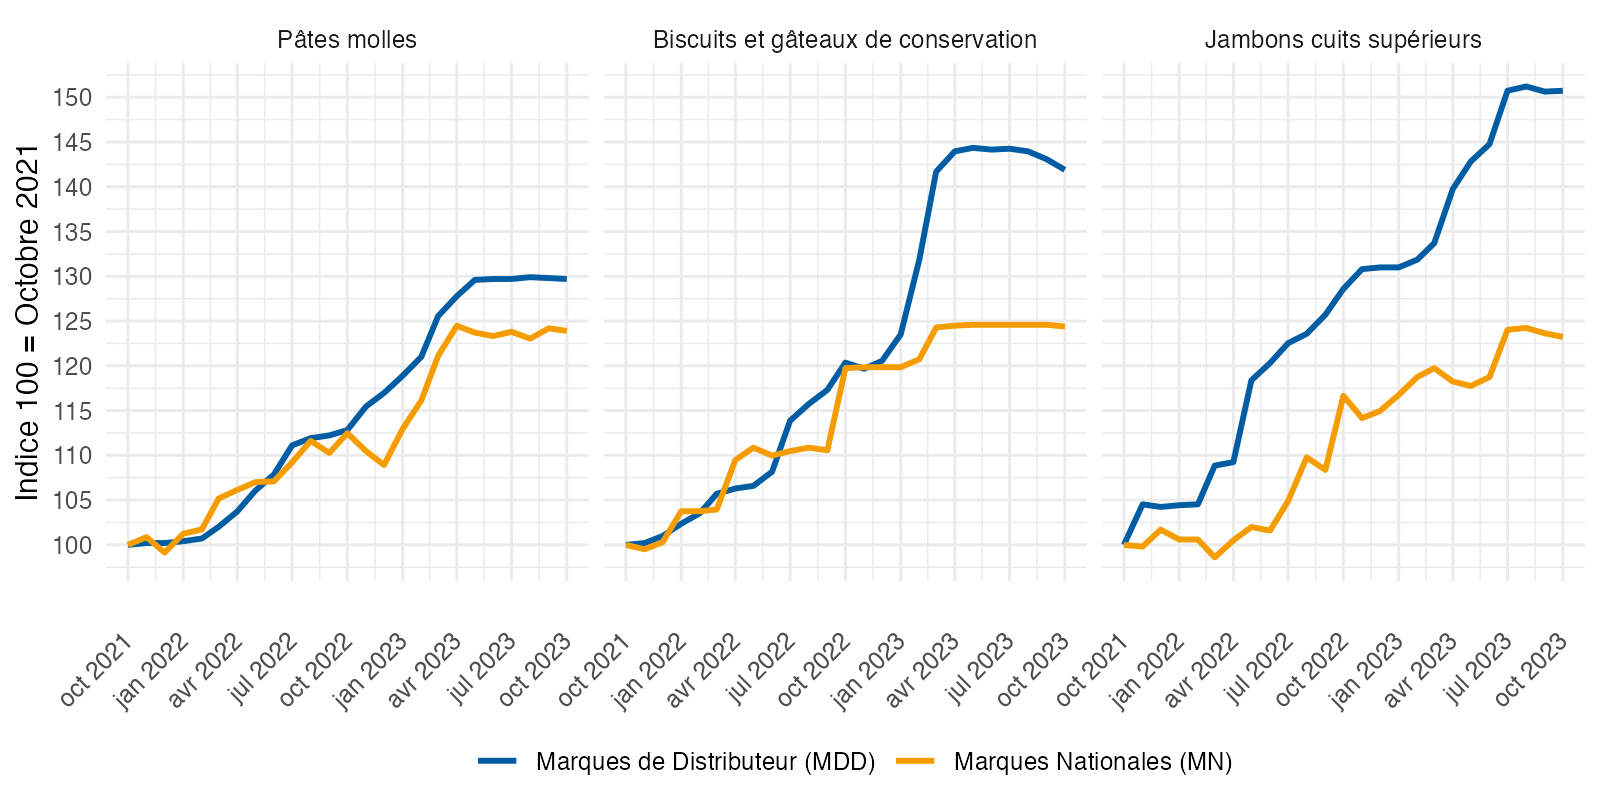 Pâtes molles
Biscuits et gâteaux de conservation
Jambons cuits supérieurs
Indice 100 = Octobre 2021
150
145
140
135
130
125
120
115
110
105
100
oct 2021 jan 2022 avr 2022 jul 2022 oct 2022 jan 2023 avr 2023 jul 2023 oct 2023
oct 2021 jan 2022 avr 2022 jul 2022 oct 2022 jan 2023 avr 2023 jul 2023 oct 2023
oct 2021 jan 2022 avr 2022 jul 2022 oct 2022 jan 2023 avr 2023 jul 2023 oct 2023
Marques de Distributeur (MDD) Marques Nationales (MN)